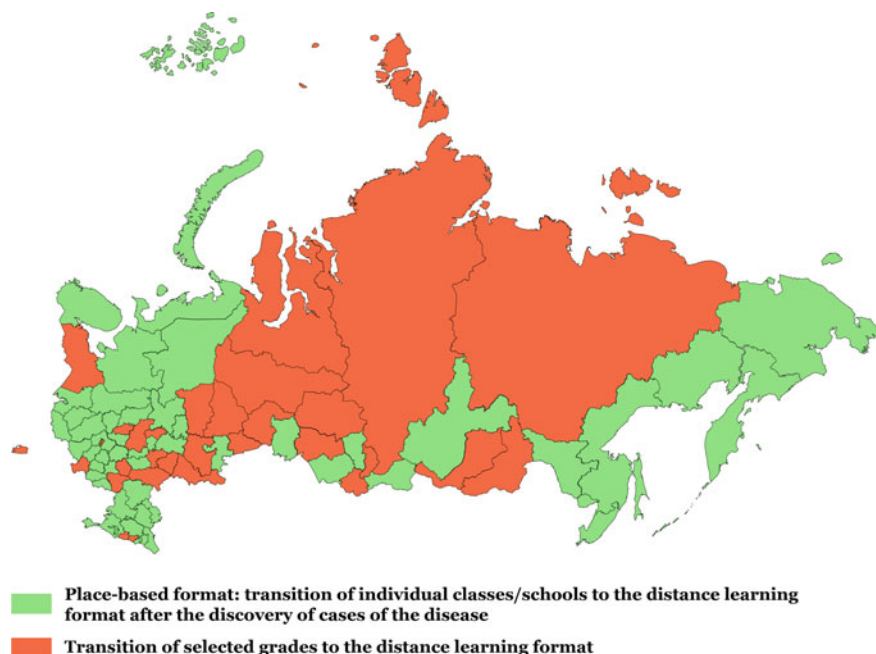 Place-based format: transition of individual classes/schools to the distance learning
format after the discovery of cases of the disease
Transition of selected grades to the distance learning format